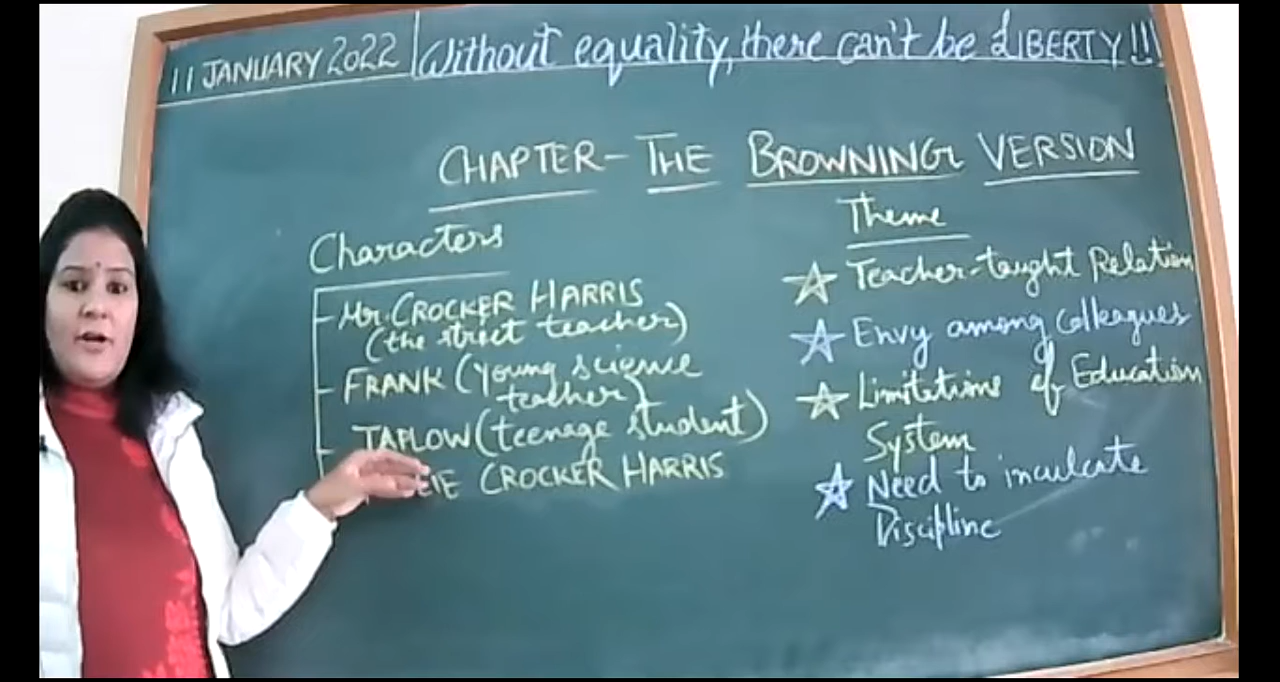 11 JANUARY 2022 Without equality, there can't be LIBERTY!!
CHAPTER - THE BROWNING VERSION
Characters
Mr. CROCKER HARRIS
(the strict teacher)
FRANK (young science
teacher)
TAPLOW (teenage student)
CROCKER HARRIS
Theme
☆ Teacher-taught Relation
☆ Envy among colleagues
☆ Limitations of Education
System
☆ Need to inculcate
Discipline